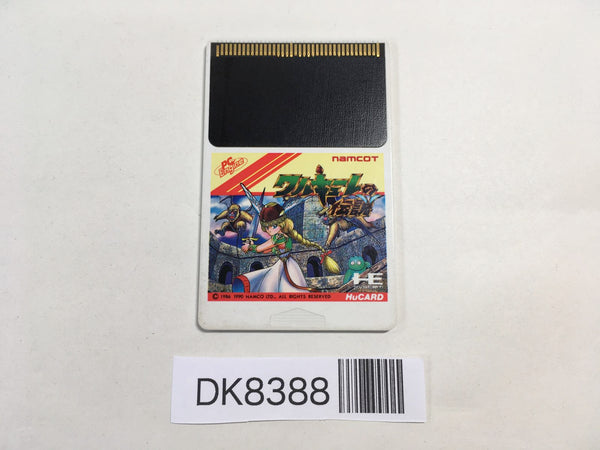 PC Engine
namcot
ワルキューレの
伝説
HE
© 1986 1990 NAMCO LTD., ALL RIGHTS RESERVED
HuCARD
DK8388